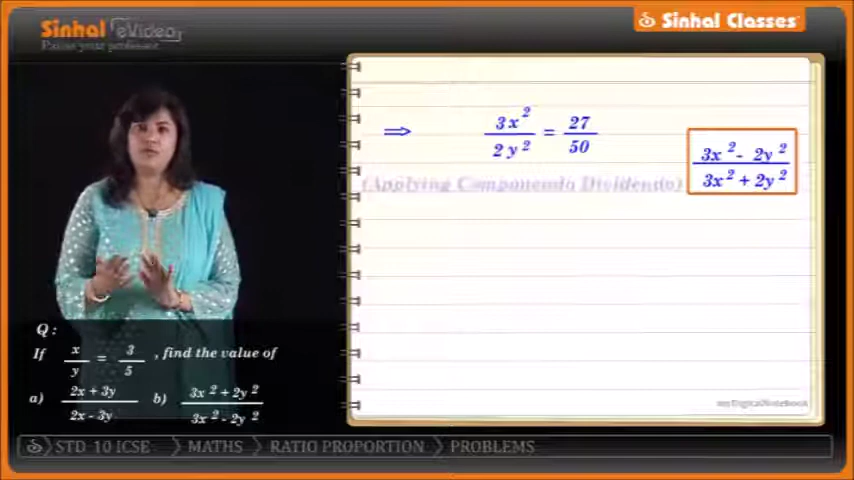 Sinhal eVideo
Raise your professor
Sinhal Classes
⇒ 3x² / 2y² = 27 / 50
3x² - 2y² / 3x² + 2y²
(Applying Componendo Dividendo)
Q:
If x / y = 3 / 5 , find the value of
a) 2x + 3y / 2x - 3y b) 3x² + 2y² / 3x² - 2y²
myDigitalNoteBook
STD-10 ICSE MATHS RATIO PROPORTION PROBLEMS